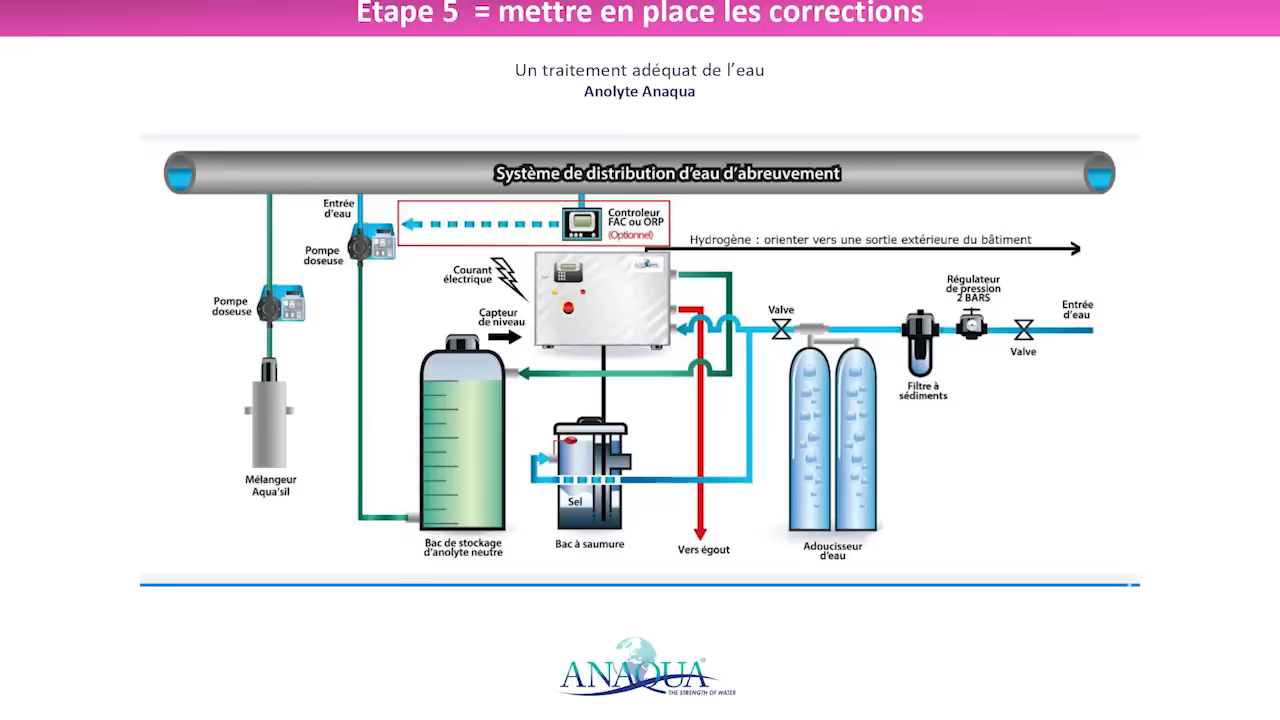 Etape 5 = mettre en place les corrections
Un traitement adéquat de l'eau
Anolyte Anaqua
Système de distribution d'eau d'abreuvement
Entrée
d'eau
Pompe
doseuse
Controleur
FAC ou ORP
(Optionnel)
Hydrogène : orienter vers une sortie extérieure du bâtiment
Courant
électrique
ANAQUA
Pompe
doseuse
Capteur
de niveau
Valve
Régulateur
de pression
2 BARS
Entrée
d'eau
Valve
Filtre à
sédiments
Mélangeur
Aqua'sil
Sel
Bac de stockage
d'anolyte neutre
Bac à saumure
Vers égout
Adoucisseur
d'eau
ANAQUA®
THE STRENGTH OF WATER